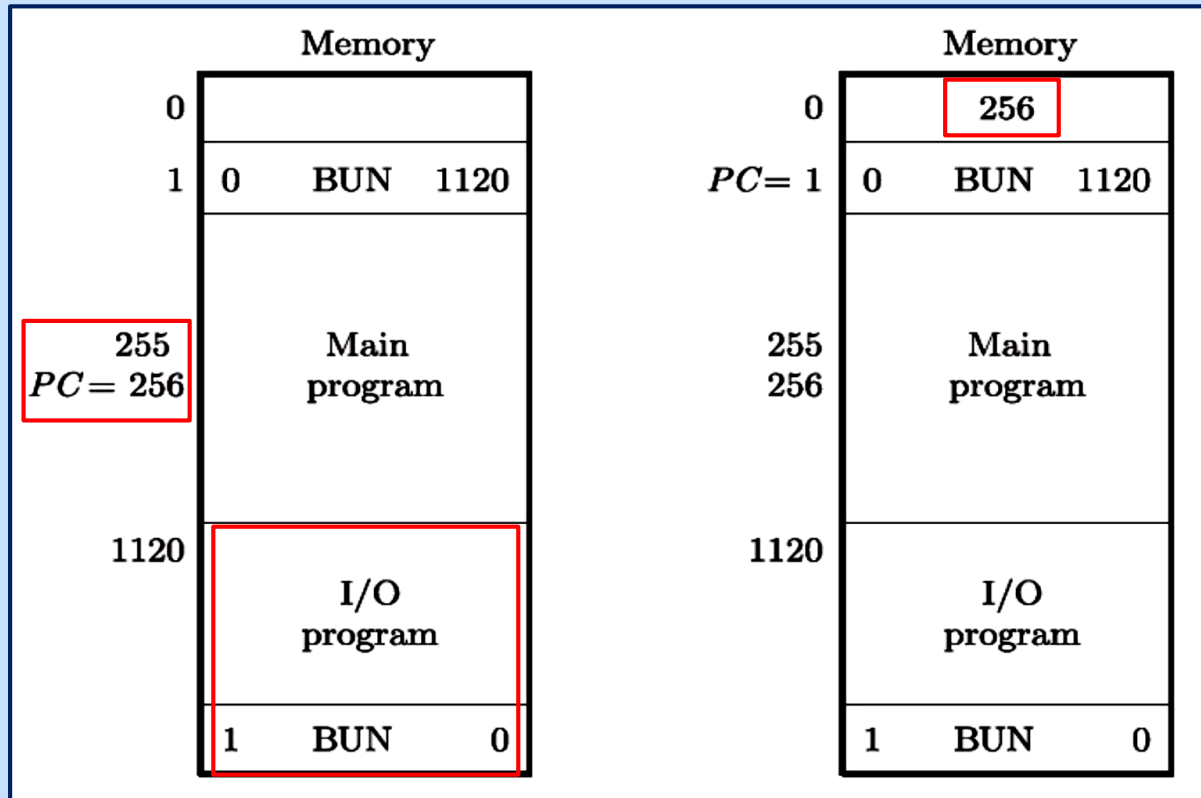 Memory
0
1 0 BUN 1120
255 Main
PC = 256 program
1120
I/O
program
1 BUN 0
Memory
0 256
PC = 1 0 BUN 1120
255 Main
256 program
1120
I/O
program
1 BUN 0